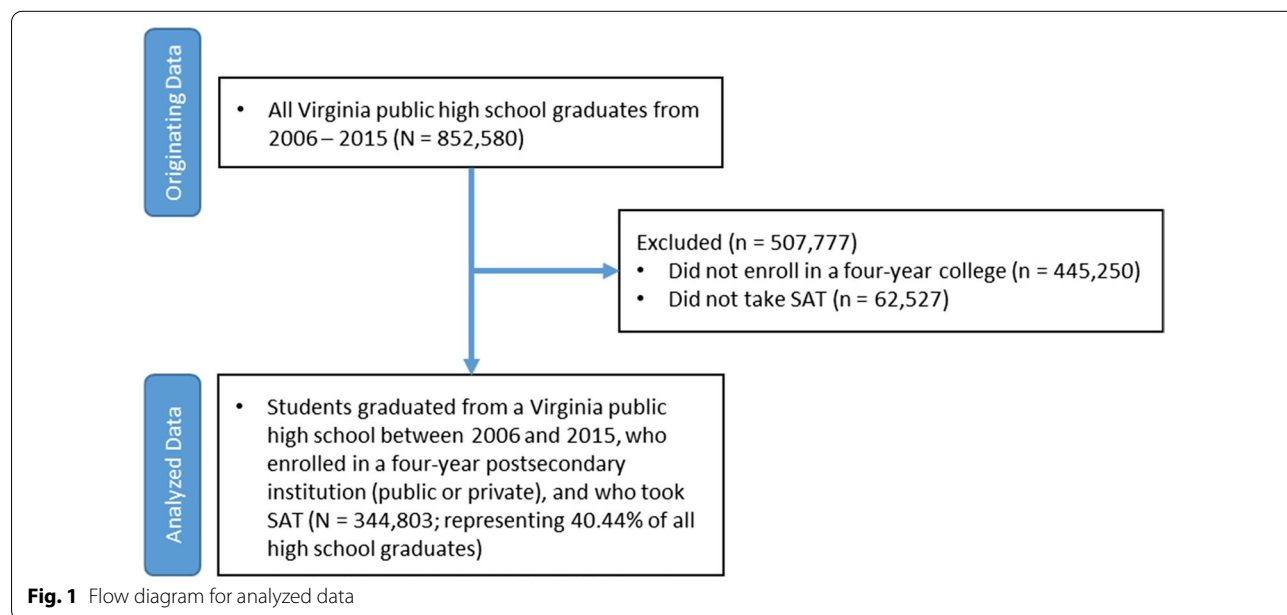 Originating Data
• All Virginia public high school graduates from
2006 – 2015 (N = 852,580)
Excluded (n = 507,777)
• Did not enroll in a four-year college (n = 445,250)
• Did not take SAT (n = 62,527)
Analyzed Data
• Students graduated from a Virginia public
high school between 2006 and 2015, who
enrolled in a four-year postsecondary
institution (public or private), and who took
SAT (N = 344,803; representing 40.44% of all
high school graduates)
Fig. 1 Flow diagram for analyzed data